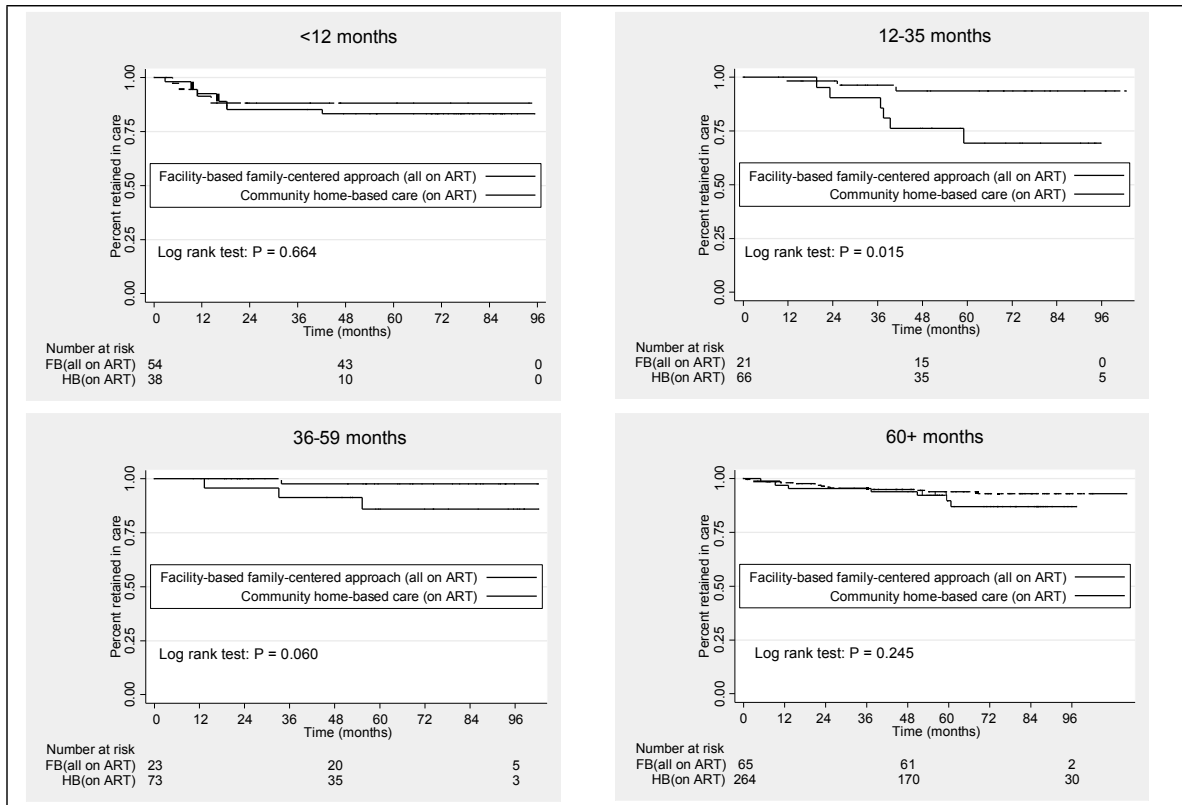 <12 months
Percent retained in care
0.00 0.25 0.50 0.75 1.00
Facility-based family-centered approach (all on ART)
Community home-based care (on ART)
Log rank test: P = 0.664
0 12 24 36 48 60 72 84 96
Time (months)
Number at risk
FB(all on ART) 54 43 0
HB(on ART) 38 10 0
12-35 months
Percent retained in care
0.00 0.25 0.50 0.75 1.00
Facility-based family-centered approach (all on ART)
Community home-based care (on ART)
Log rank test: P = 0.015
0 12 24 36 48 60 72 84 96
Time (months)
Number at risk
FB(all on ART) 21 15 0
HB(on ART) 66 35 5
36-59 months
Percent retained in care
0.00 0.25 0.50 0.75 1.00
Facility-based family-centered approach (all on ART)
Community home-based care (on ART)
Log rank test: P = 0.060
0 12 24 36 48 60 72 84 96
Time (months)
Number at risk
FB(all on ART) 23 20 5
HB(on ART) 73 35 3
60+ months
Percent retained in care
0.00 0.25 0.50 0.75 1.00
Facility-based family-centered approach (all on ART)
Community home-based care (on ART)
Log rank test: P = 0.245
0 12 24 36 48 60 72 84 96
Time (months)
Number at risk
FB(all on ART) 65 61 2
HB(on ART) 264 170 30